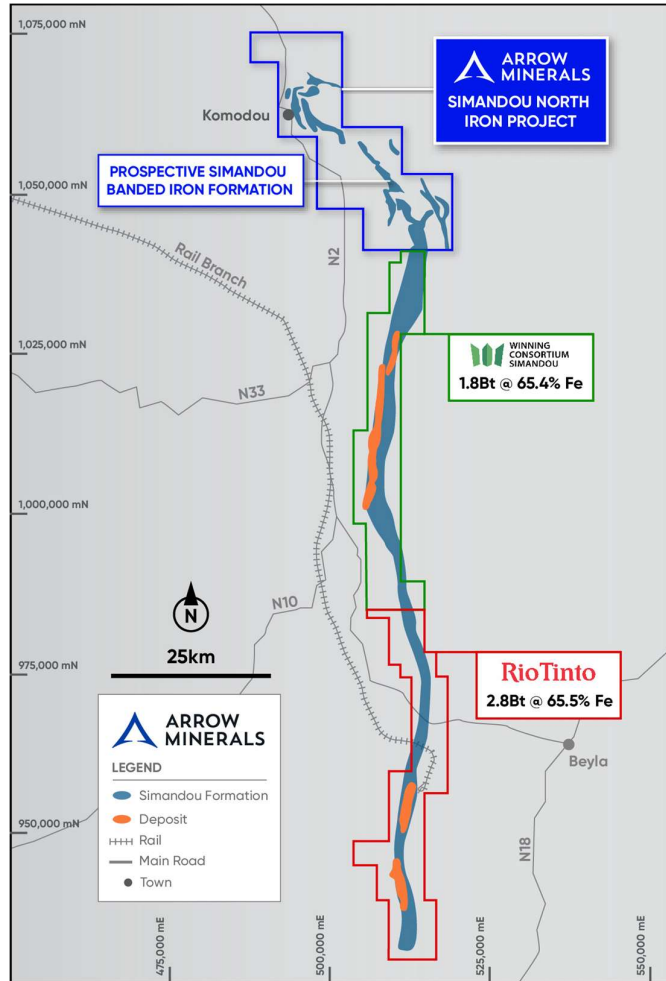 1,075,000 mN
ARROW
MINERALS
SIMANDOU NORTH
IRON PROJECT
Komodou
PROSPECTIVE SIMANDOU
BANDED IRON FORMATION
1,050,000 mN
Rail Branch
N2
1,025,000 mN
WINNING
CONSORTIUM
SIMANDOU
1.8Bt @ 65.4% Fe
N33
1,000,000 mN
N10
N
25km
975,000 mN
RioTinto
2.8Bt @ 65.5% Fe
ARROW
MINERALS
Beyla
LEGEND
Simandou Formation
Deposit
Rail
Main Road
Town
950,000 mN
N18
475,000 mE
500,000 mE
525,000 mE
550,000 mE